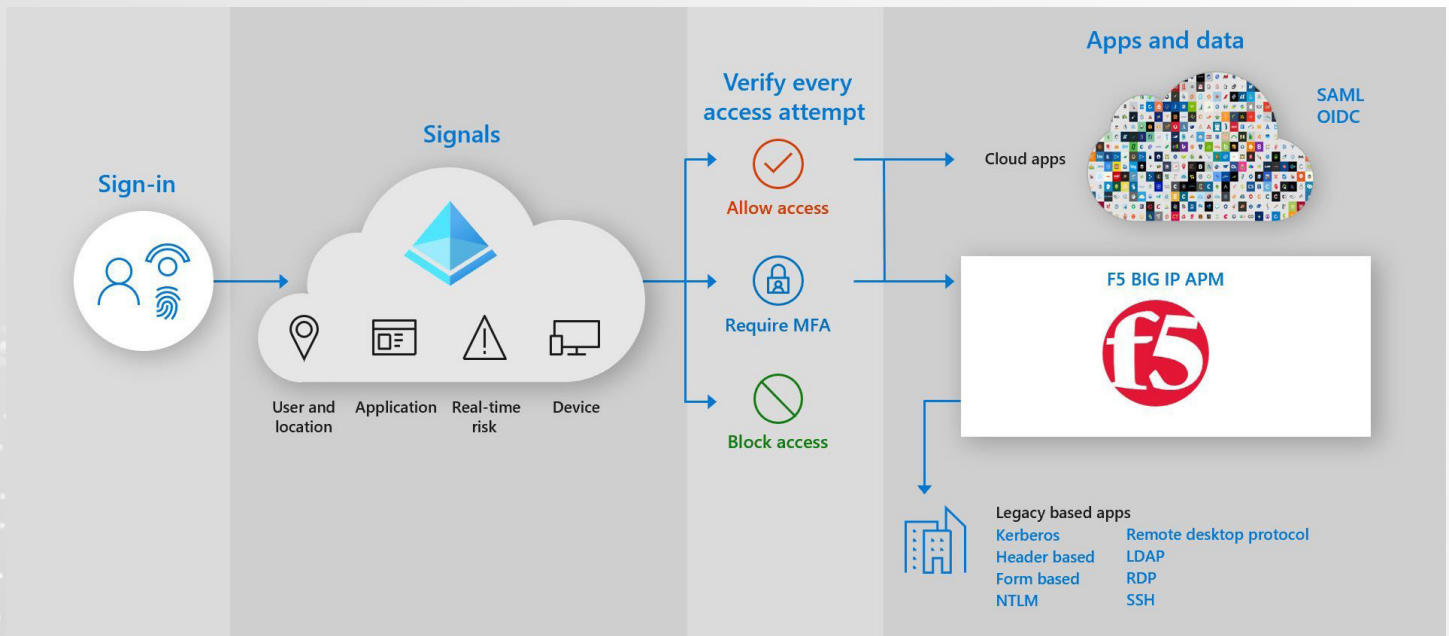 Sign-in
Signals
User and
location
Application
Real-time
risk
Device
Verify every
access attempt
Allow access
Require MFA
Block access
Apps and data
Cloud apps
SAML
OIDC
F5 BIG IP APM
f5
Legacy based apps
Kerberos
Header based
Form based
NTLM
Remote desktop protocol
LDAP
RDP
SSH